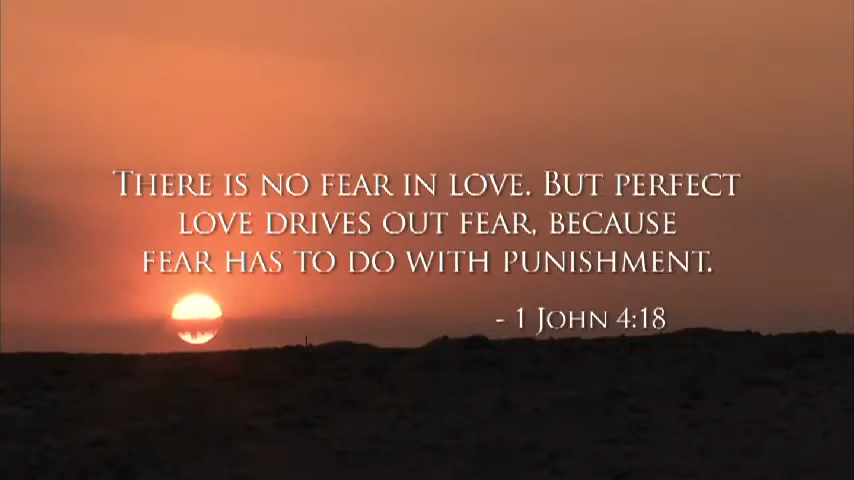 There is no fear in love. But perfect
love drives out fear, because
fear has to do with punishment.
- 1 John 4:18